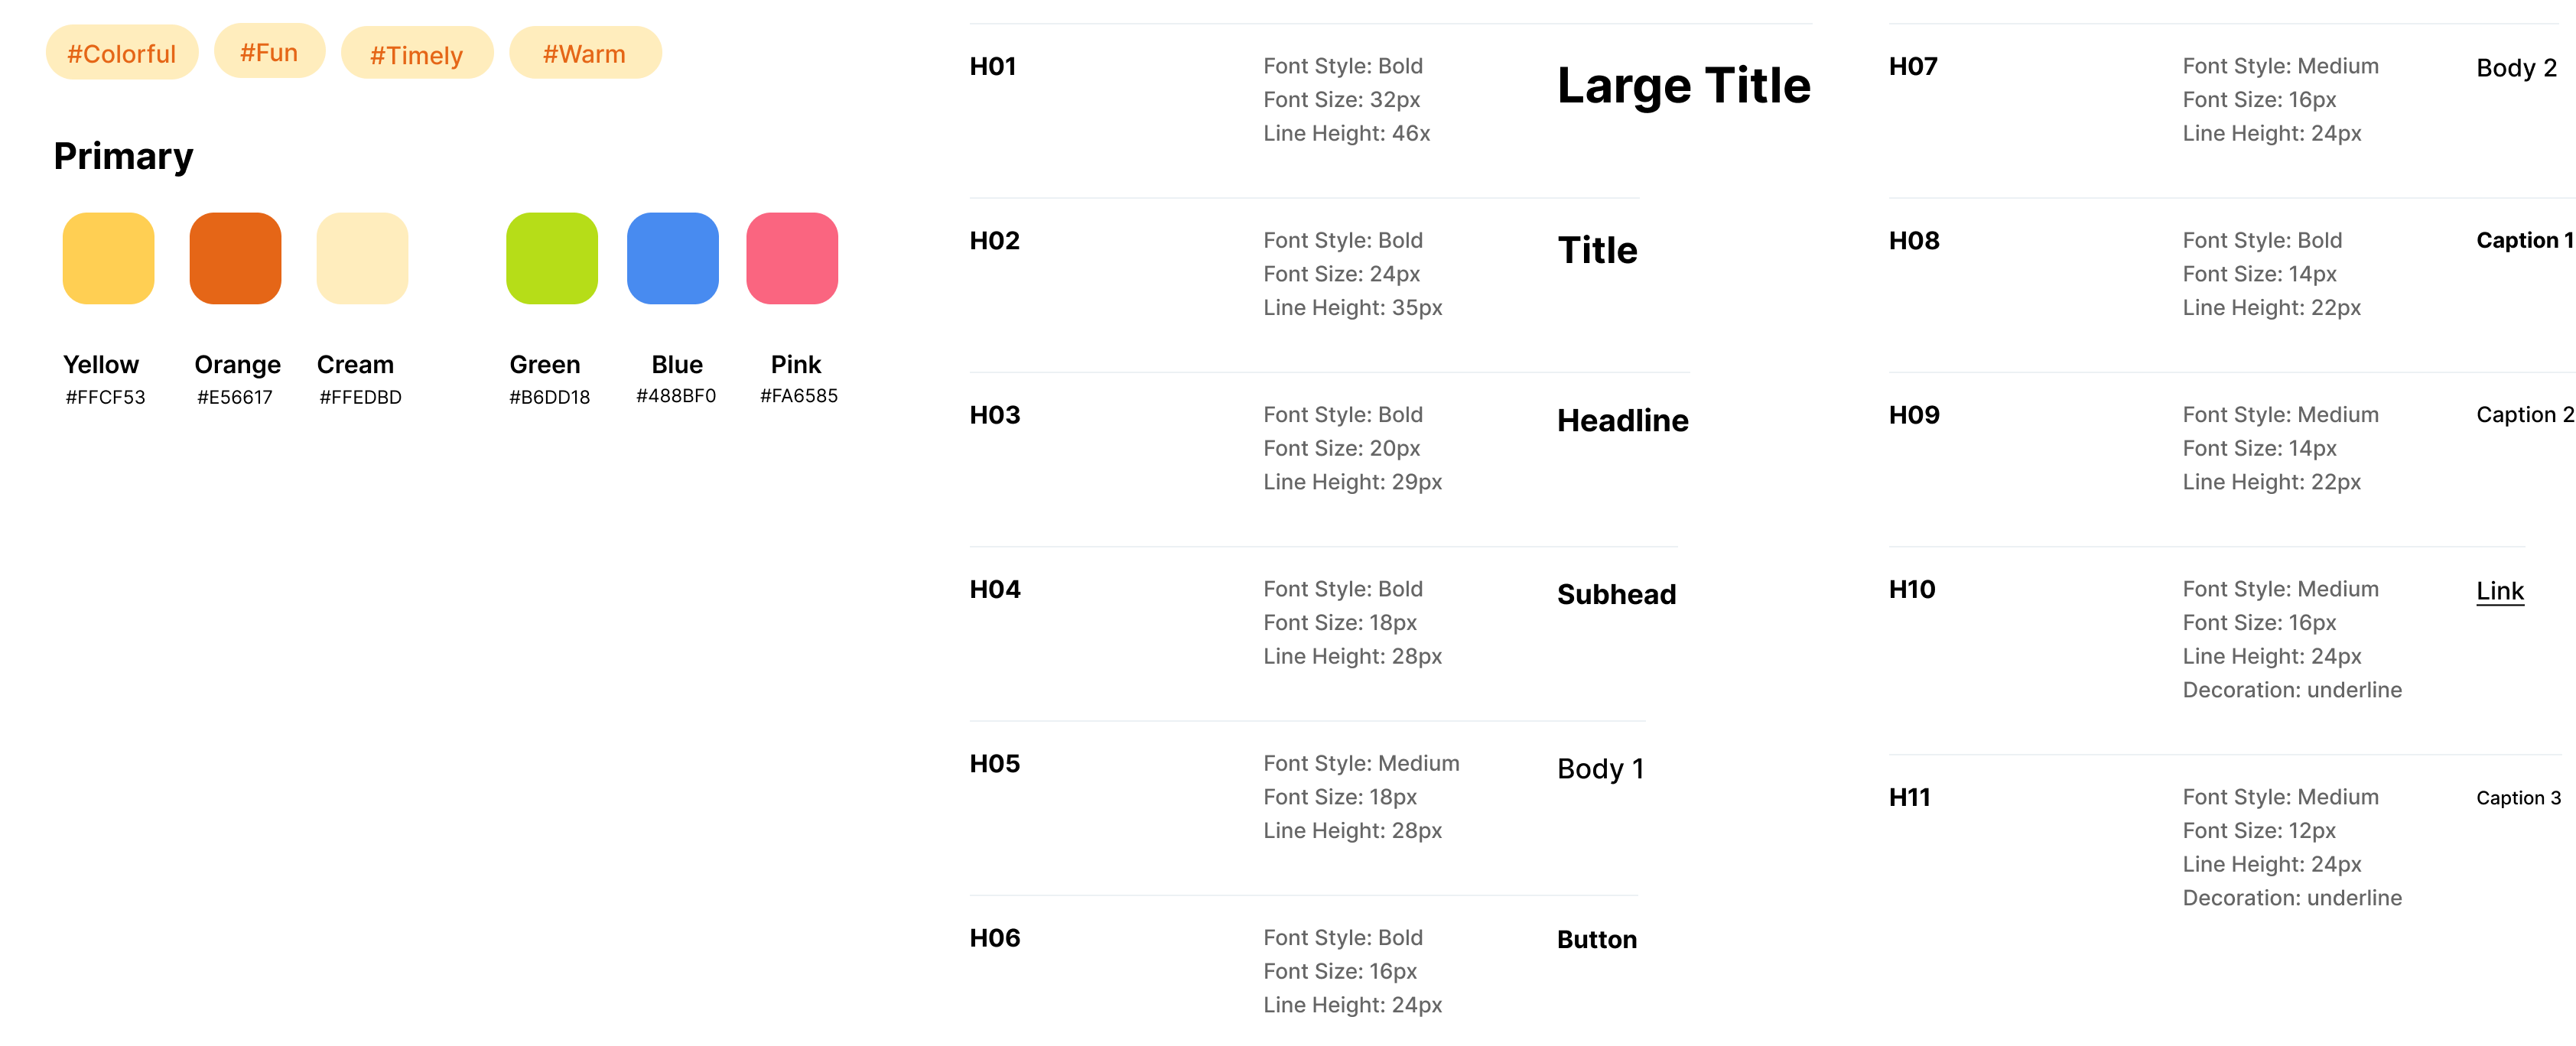 #Colorful
#Fun
#Timely
#Warm
Primary
Yellow
#FFCF53
Orange
#E56617
Cream
#FFEDBD
Green
#B6DD18
Blue
#488BF0
Pink
#FA6585
H01
Font Style: Bold
Font Size: 32px
Line Height: 46x
Large Title
H02
Font Style: Bold
Font Size: 24px
Line Height: 35px
Title
H03
Font Style: Bold
Font Size: 20px
Line Height: 29px
Headline
H04
Font Style: Bold
Font Size: 18px
Line Height: 28px
Subhead
H05
Font Style: Medium
Font Size: 18px
Line Height: 28px
Body 1
H06
Font Style: Bold
Font Size: 16px
Line Height: 24px
Button
H07
Font Style: Medium
Font Size: 16px
Line Height: 24px
Body 2
H08
Font Style: Bold
Font Size: 14px
Line Height: 22px
Caption 1
H09
Font Style: Medium
Font Size: 14px
Line Height: 22px
Caption 2
H10
Font Style: Medium
Font Size: 16px
Line Height: 24px
Decoration: underline
Link
H11
Font Style: Medium
Font Size: 12px
Line Height: 24px
Decoration: underline
Caption 3